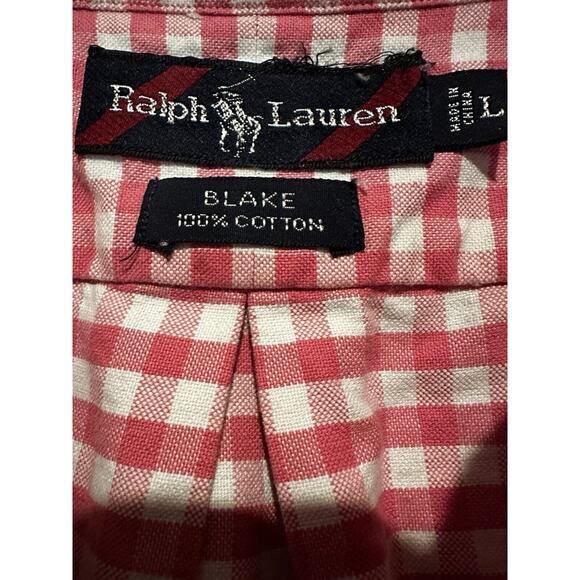 Ralph Lauren
MADE IN
CHINA
L
BLAKE
100% COTTON